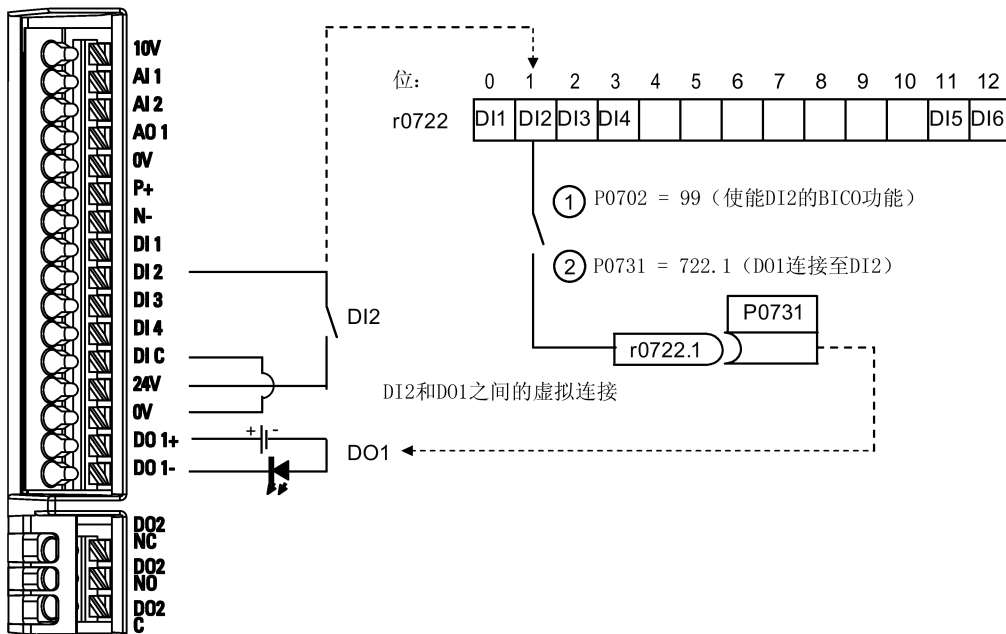 10V
AI 1
AI 2
AO 1
0V
P+
N-
DI 1
DI 2
DI 3
DI 4
DI C
24V
0V
DO 1+
DO 1-
DO2
NC
DO2
NO
DO2
C
位： 0 1 2 3 4 5 6 7 8 9 10 11 12
r0722 DI1 DI2 DI3 DI4 DI5 DI6
① P0702 = 99（使能DI2的BICO功能）
② P0731 = 722.1（DO1连接至DI2）
DI2
P0731
r0722.1
DI2和DO1之间的虚拟连接
+ -
DO1